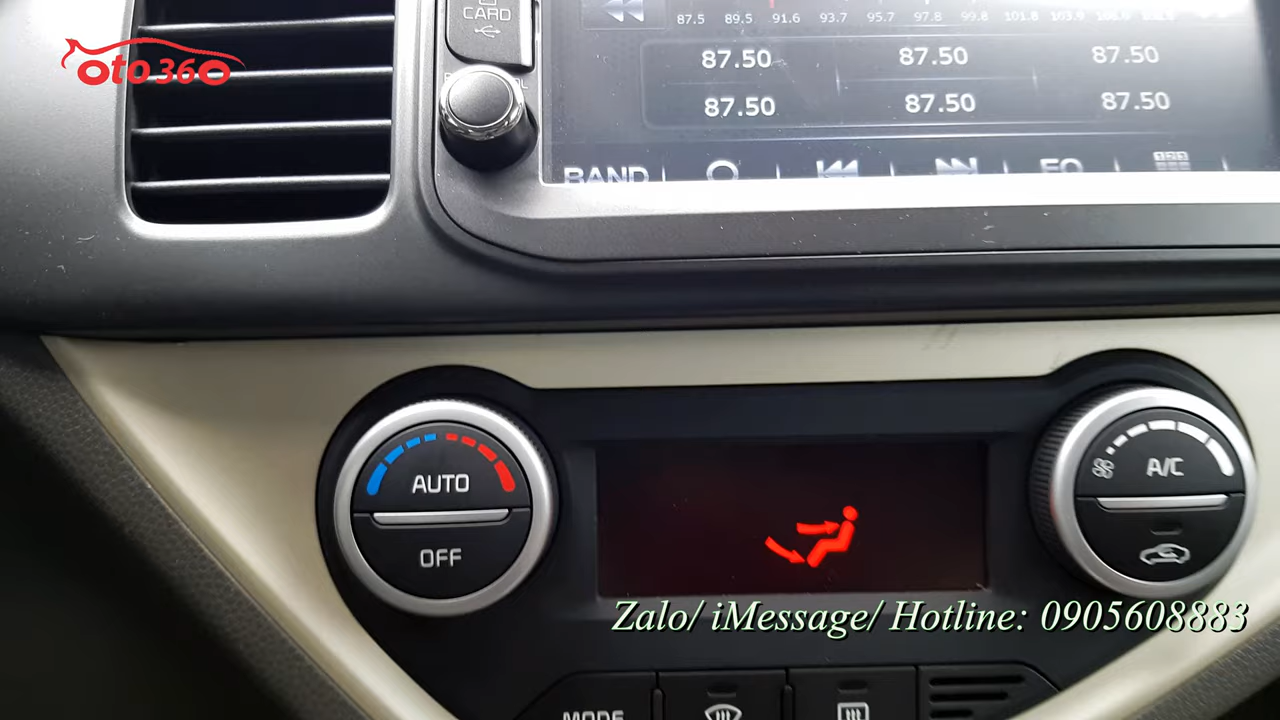 oto360
CARD
87.5 89.5 91.6 93.7 95.7 97.8 99.8 101.8 103.9
87.50 87.50 87.50
87.50 87.50 87.50
BAND EQ
AUTO
OFF
A/C
Zalo/ iMessage/ Hotline: 0905608883
MODE